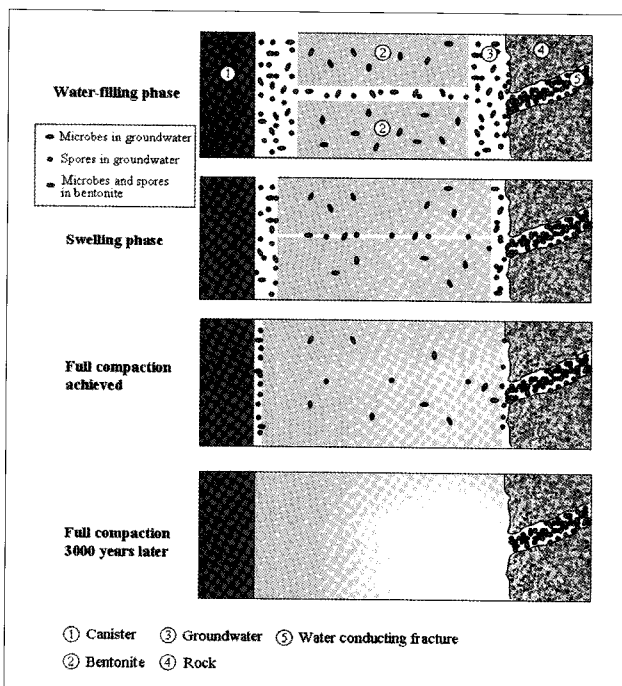 ② ③ ④
① ⑤
Water-filling phase
②
Microbes in groundwater
Spores in groundwater
Microbes and spores
in bentonite
Swelling phase
Full compaction
achieved
Full compaction
3000 years later
① Canister ③ Groundwater ⑤ Water conducting fracture
② Bentonite ④ Rock